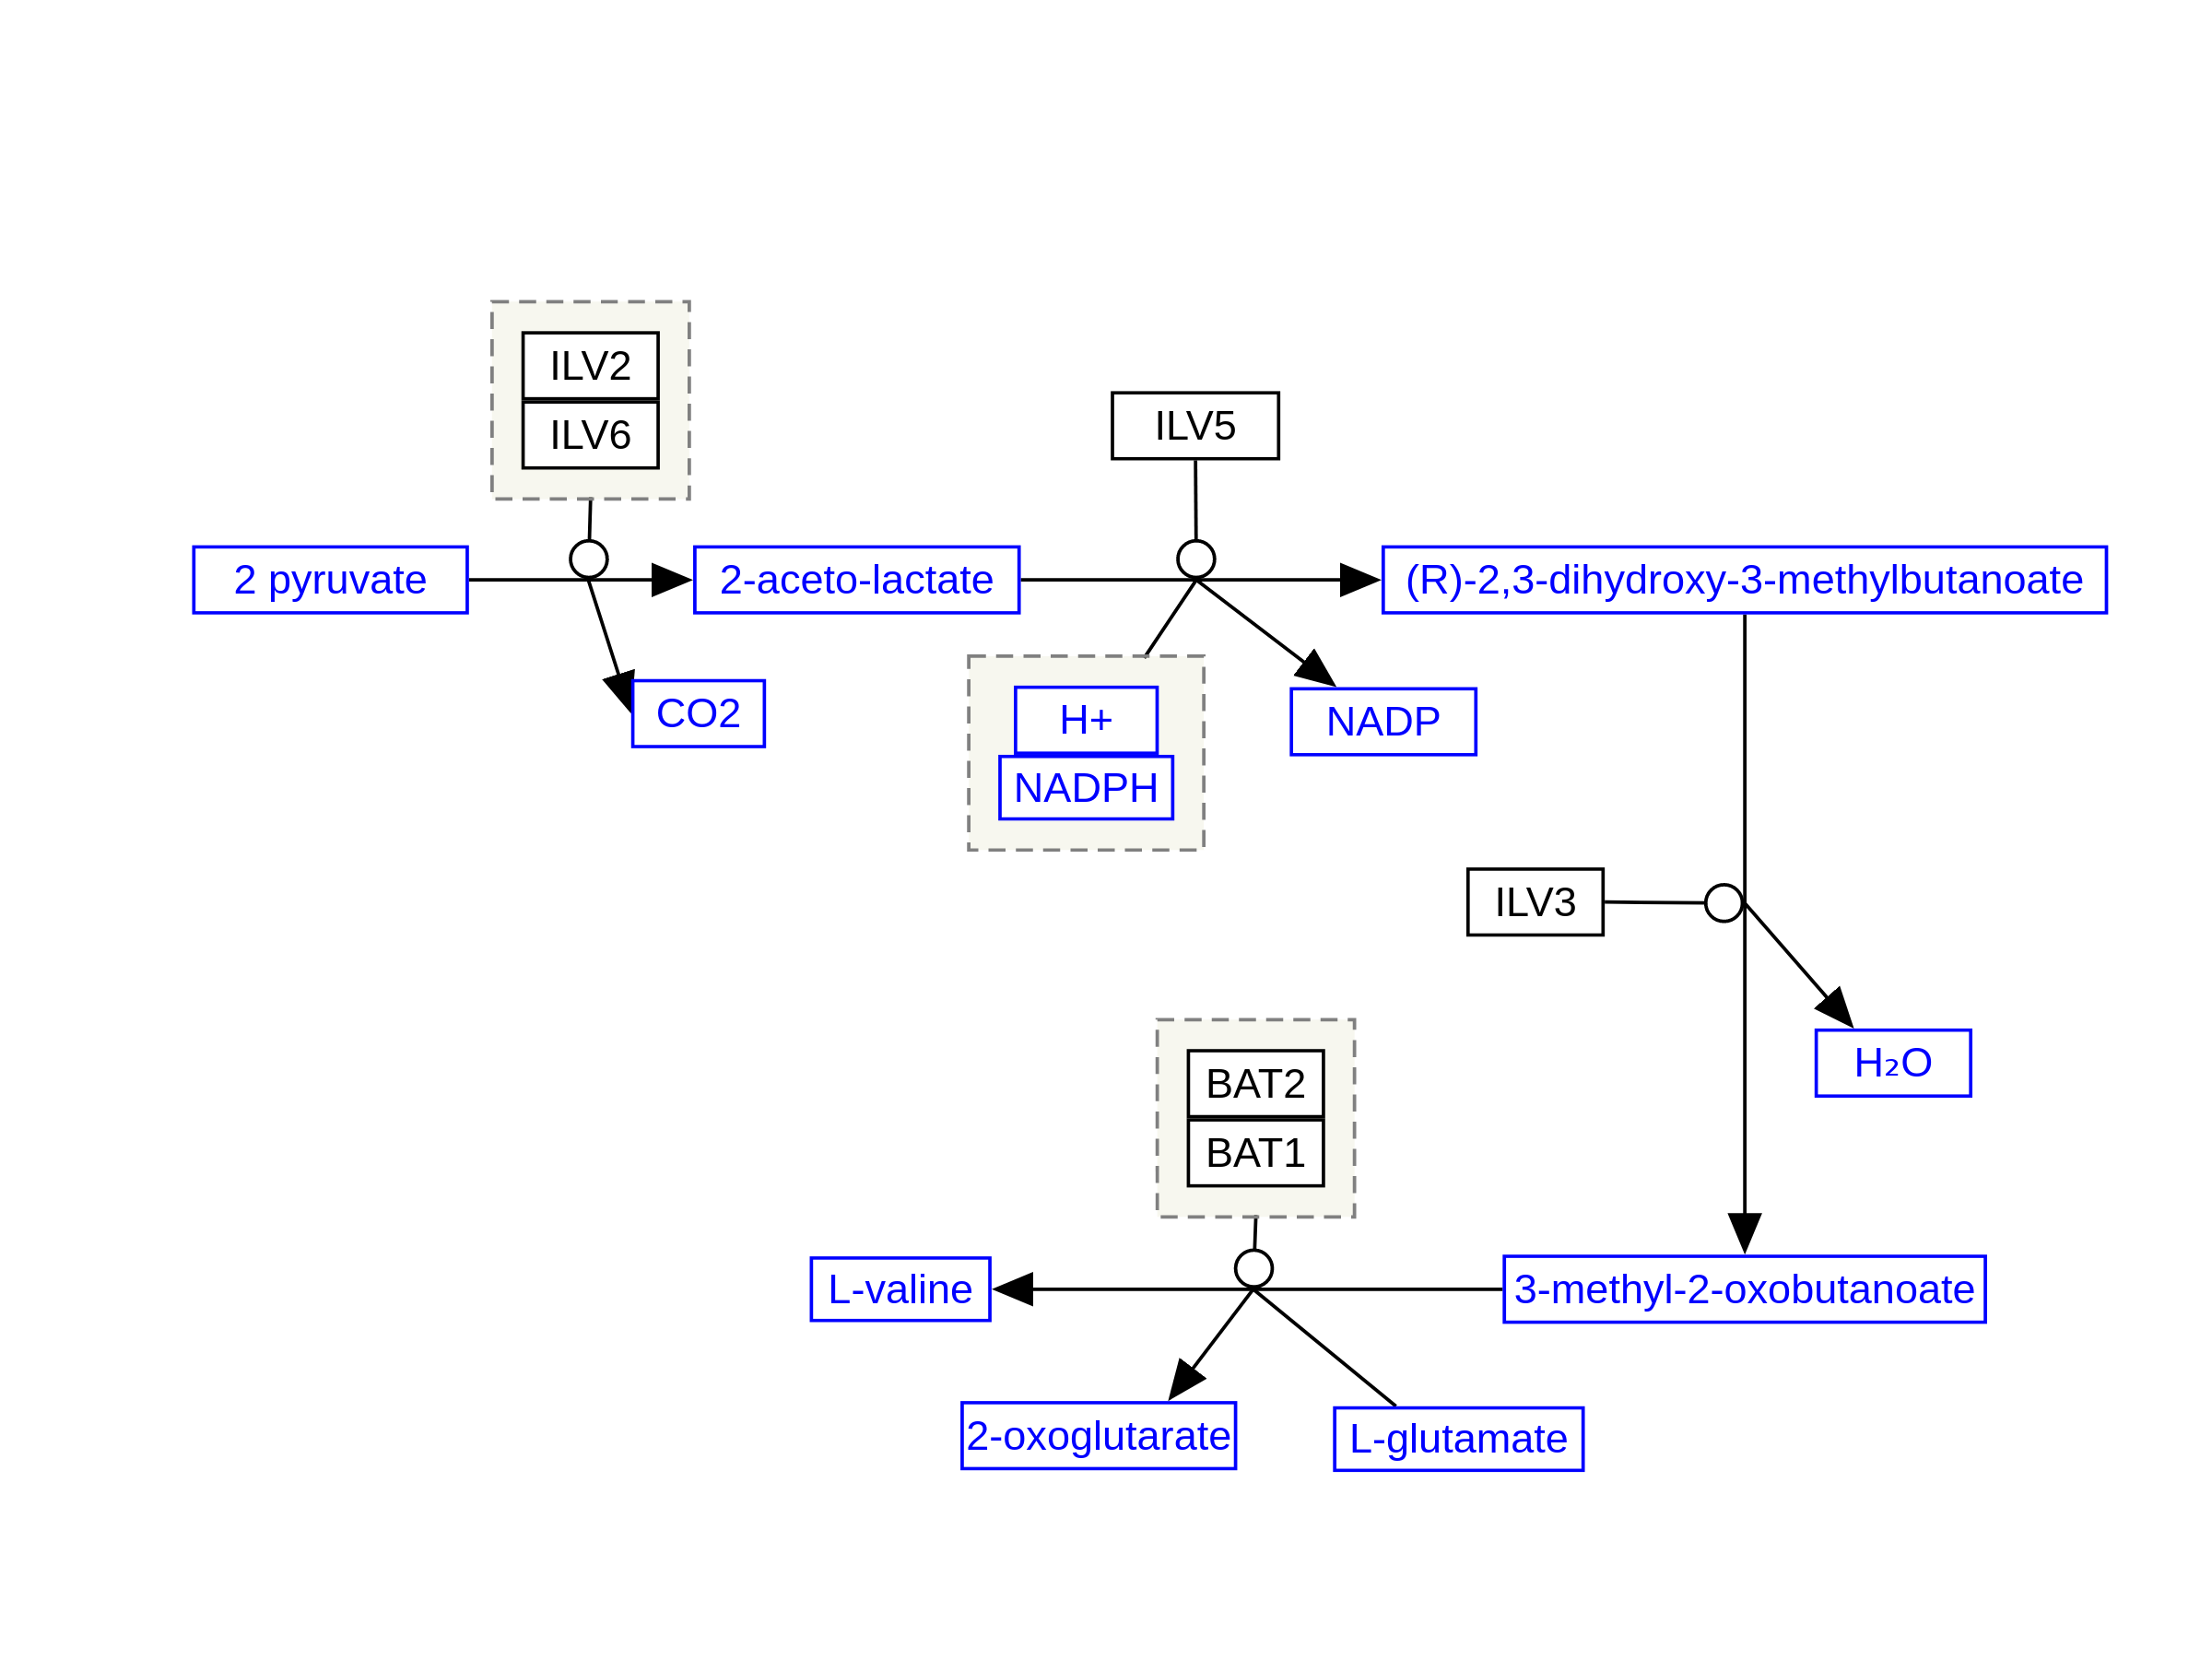 ILV2
ILV6
ILV5
2 pyruvate
2-aceto-lactate
(R)-2,3-dihydroxy-3-methylbutanoate
CO2
H+
NADPH
NADP
ILV3
H₂O
BAT2
BAT1
L-valine
3-methyl-2-oxobutanoate
2-oxoglutarate
L-glutamate